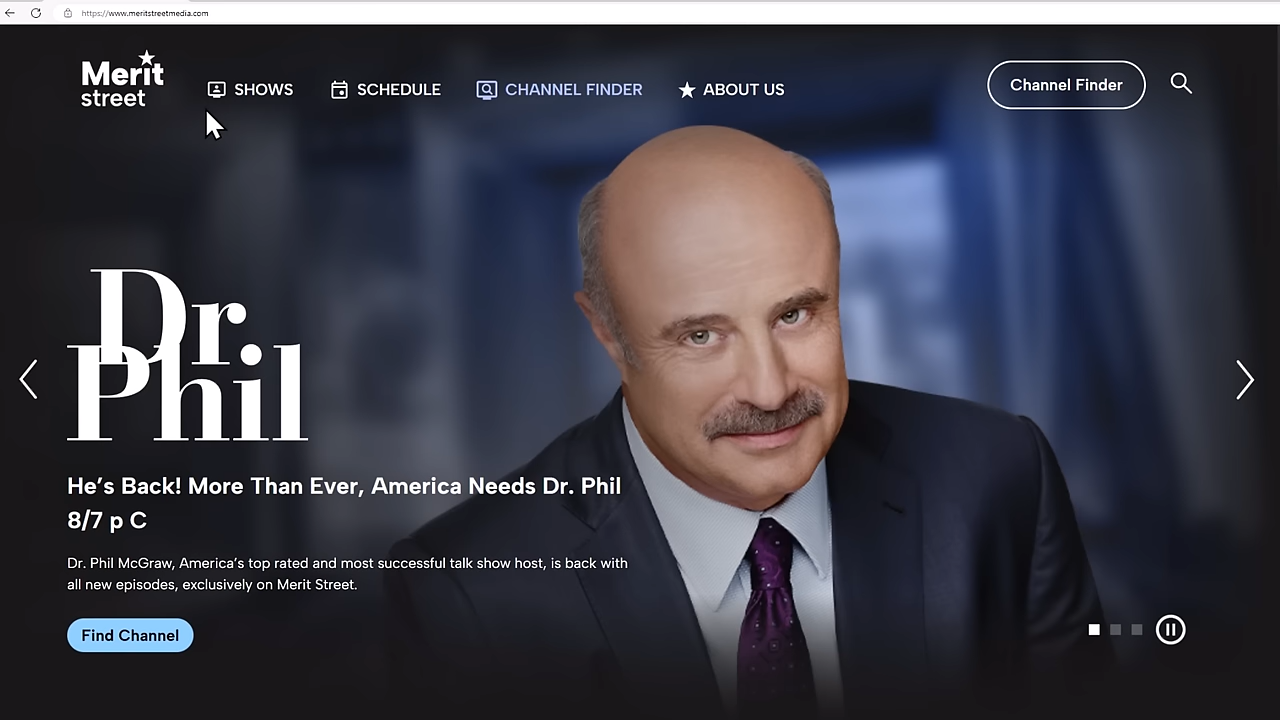 https://www.meritstreetmedia.com
Merit
street
SHOWS
SCHEDULE
CHANNEL FINDER
ABOUT US
Channel Finder
Dr.
Phil
He’s Back! More Than Ever, America Needs Dr. Phil
8/7 p C
Dr. Phil McGraw, America’s top rated and most successful talk show host, is back with
all new episodes, exclusively on Merit Street.
Find Channel